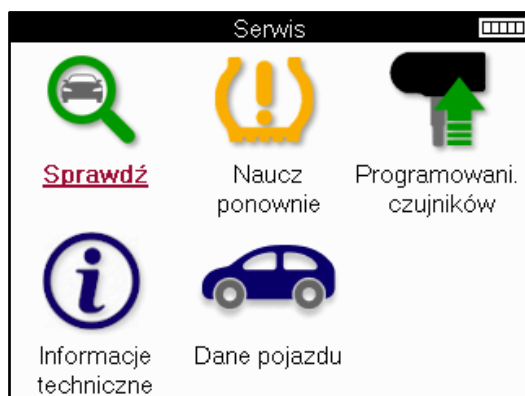 Serwis
Sprawdź
Naucz
ponownie
Programowani.
czujników
Informacje
techniczne
Dane pojazdu